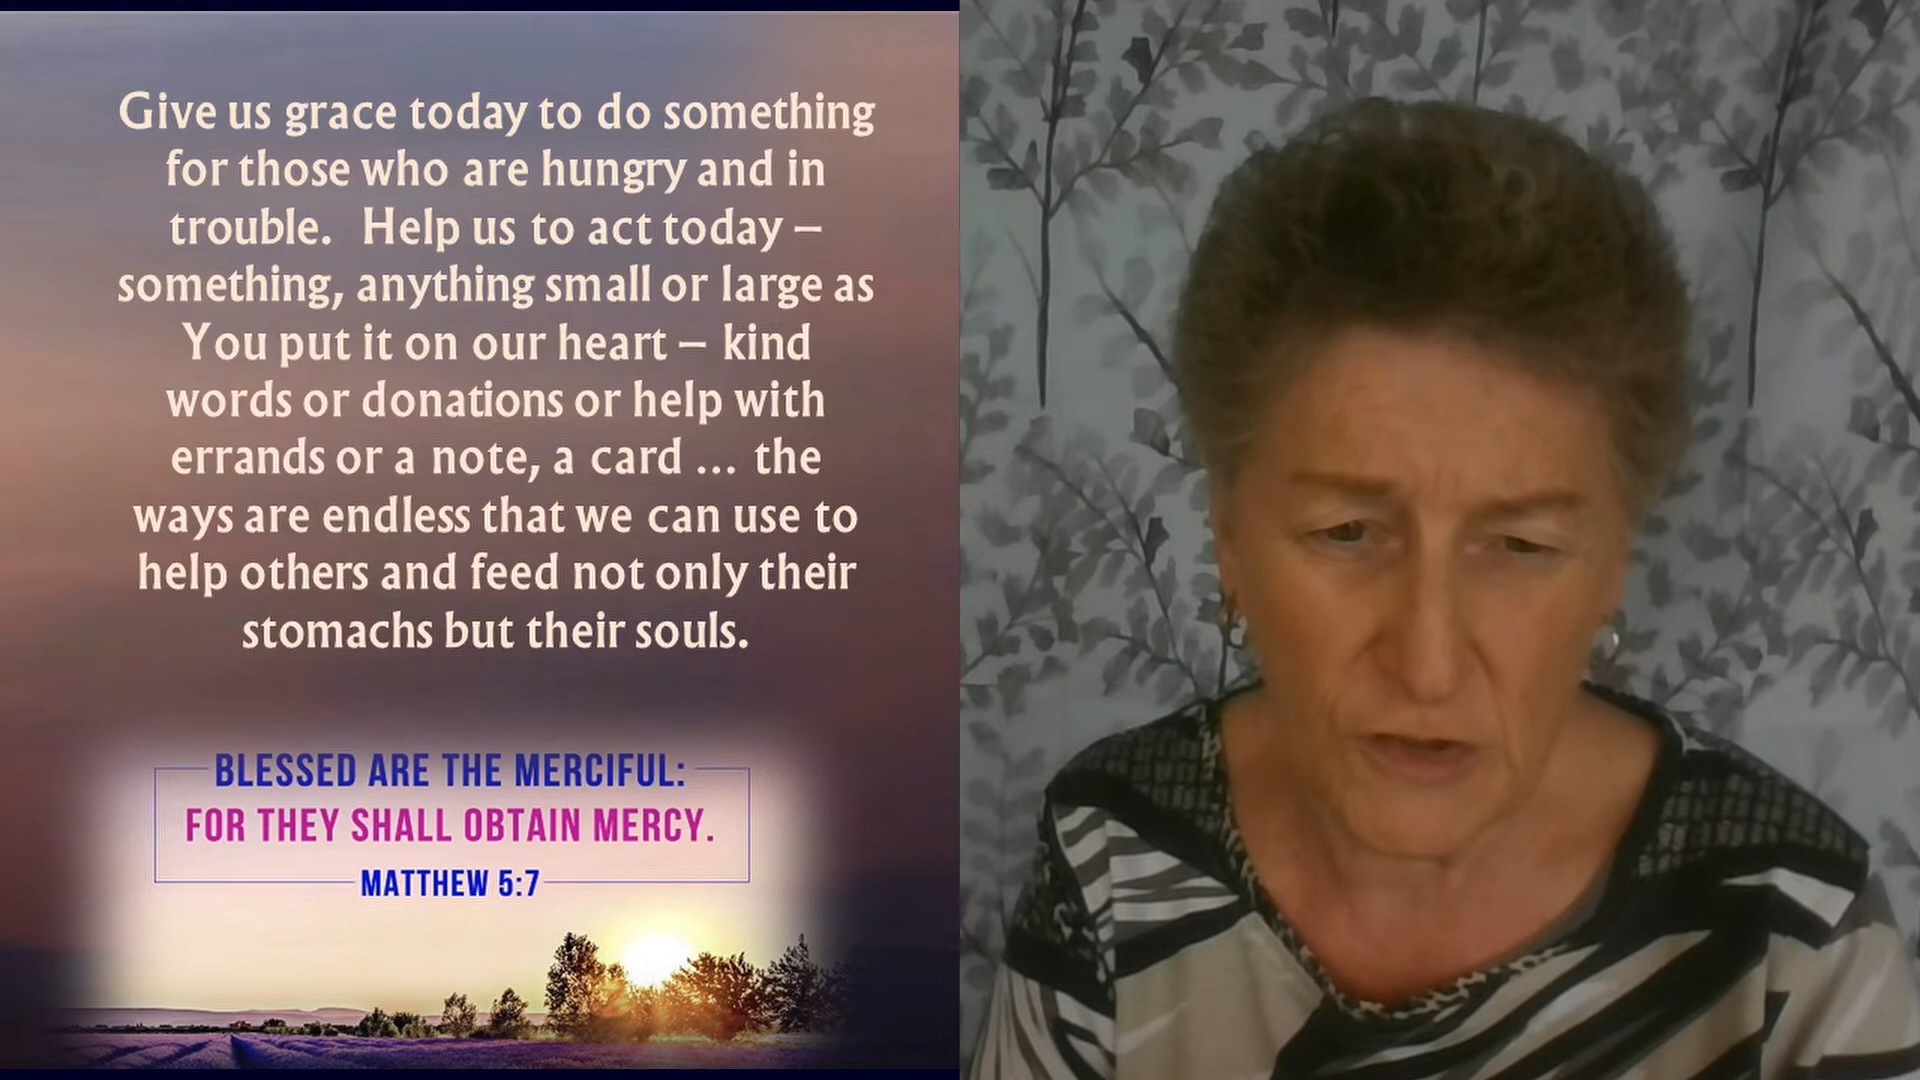 Give us grace today to do something
for those who are hungry and in
trouble.  Help us to act today –
something, anything small or large as
You put it on our heart – kind
words or donations or help with
errands or a note, a card ... the
ways are endless that we can use to
help others and feed not only their
stomachs but their souls.
BLESSED ARE THE MERCIFUL:
FOR THEY SHALL OBTAIN MERCY.
MATTHEW 5:7